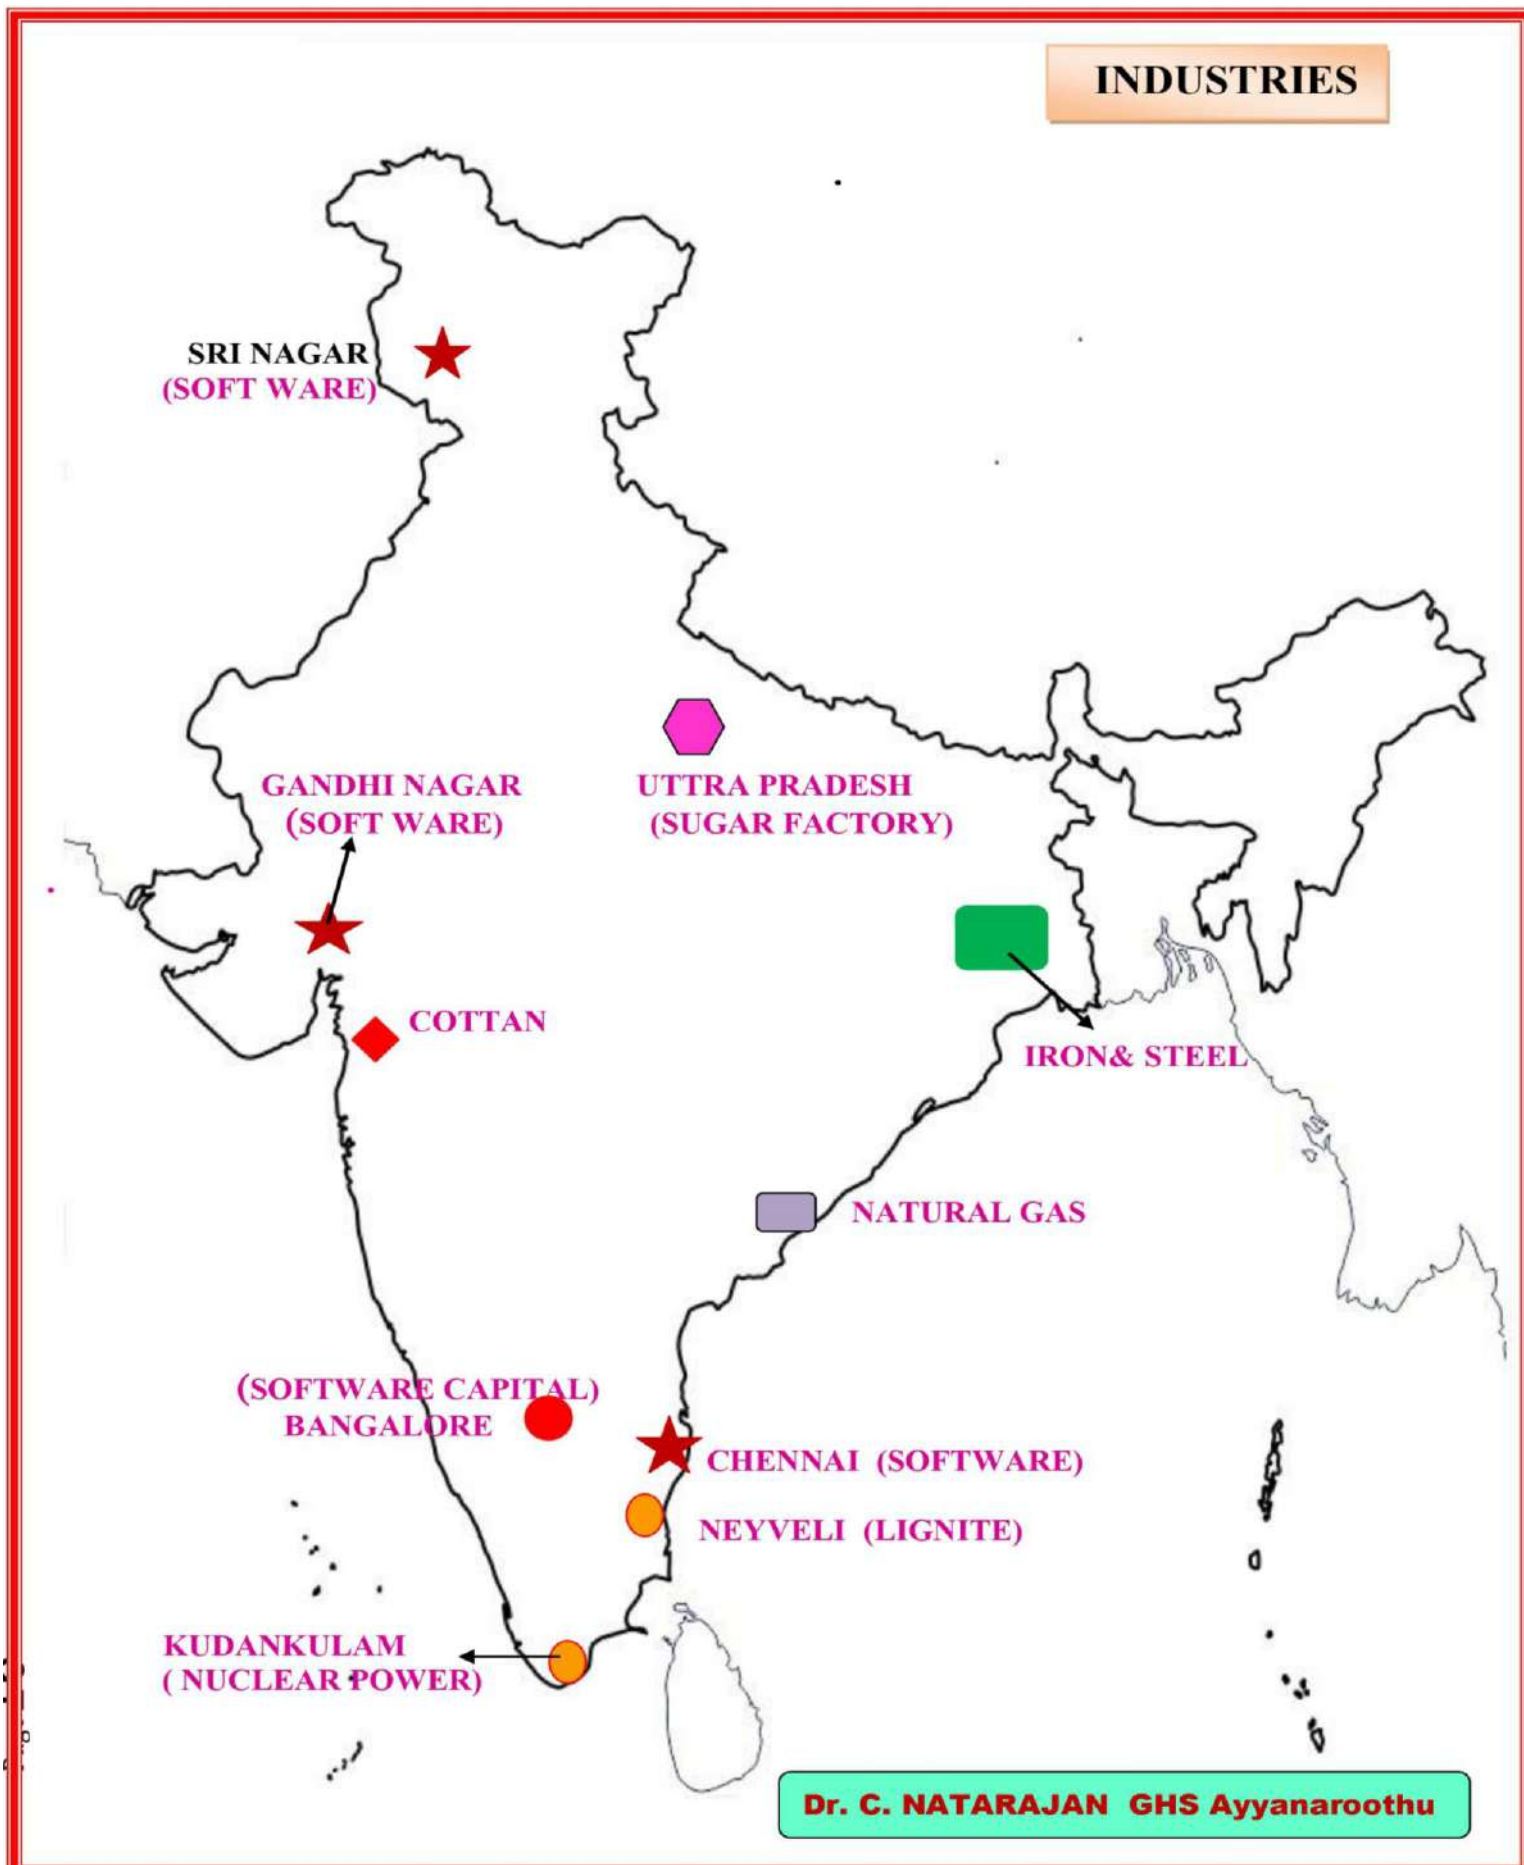 INDUSTRIES
SRI NAGAR
(SOFT WARE)
GANDHI NAGAR
(SOFT WARE)
UTTRA PRADESH
(SUGAR FACTORY)
COTTAN
IRON& STEEL
NATURAL GAS
(SOFTWARE CAPITAL)
BANGALORE
CHENNAI (SOFTWARE)
NEYVELI (LIGNITE)
KUDANKULAM
( NUCLEAR POWER)
Dr. C. NATARAJAN GHS Ayyanaroothu